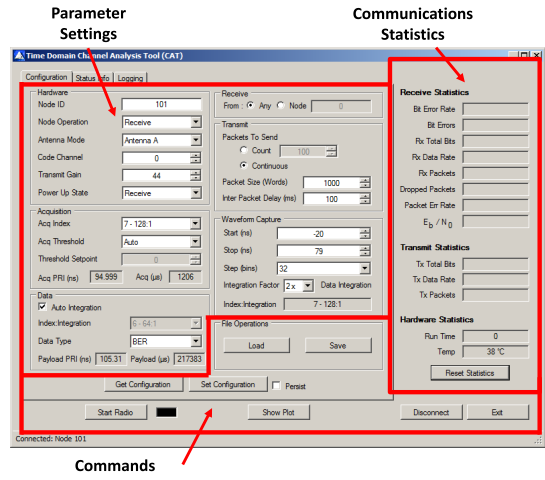 Parameter
Settings
Communications
Statistics
Time Domain Channel Analysis Tool (CAT)
Configuration Status Info Logging
Hardware
Node ID 101
Node Operation Receive
Antenna Mode Antenna A
Code Channel 0
Transmit Gain 44
Power Up State Receive
Acquisition
Acq Index 7 - 128:1
Acq Threshold Auto
Threshold Setpoint 0
Acq PRI (ns) 94.999 Acq (µs) 1206
Data
Auto Integration
Index:Integration 6 - 64:1
Data Type BER
Payload PRI (ns) 105.31 Payload (µs) 217383
Receive
From : Any Node 0
Transmit
Packets To Send
Count 100
Continuous
Packet Size (Words) 1000
Inter Packet Delay (ms) 100
Waveform Capture
Start (ns) -20
Stop (ns) 79
Step (bins) 32
Integration Factor 2 x Data Integration
Index:Integration 7 - 128:1
File Operations
Load Save
Get Configuration Set Configuration Persist
Receive Statistics
Bit Error Rate
Bit Errors
Rx Total Bits
Rx Data Rate
Rx Packets
Dropped Packets
Packet Err Rate
Eb / N0
Transmit Statistics
Tx Total Bits
Tx Data Rate
Tx Packets
Hardware Statistics
Run Time 0
Temp 38 °C
Reset Statistics
Start Radio Show Plot Disconnect Exit
Connected: Node 101
Commands